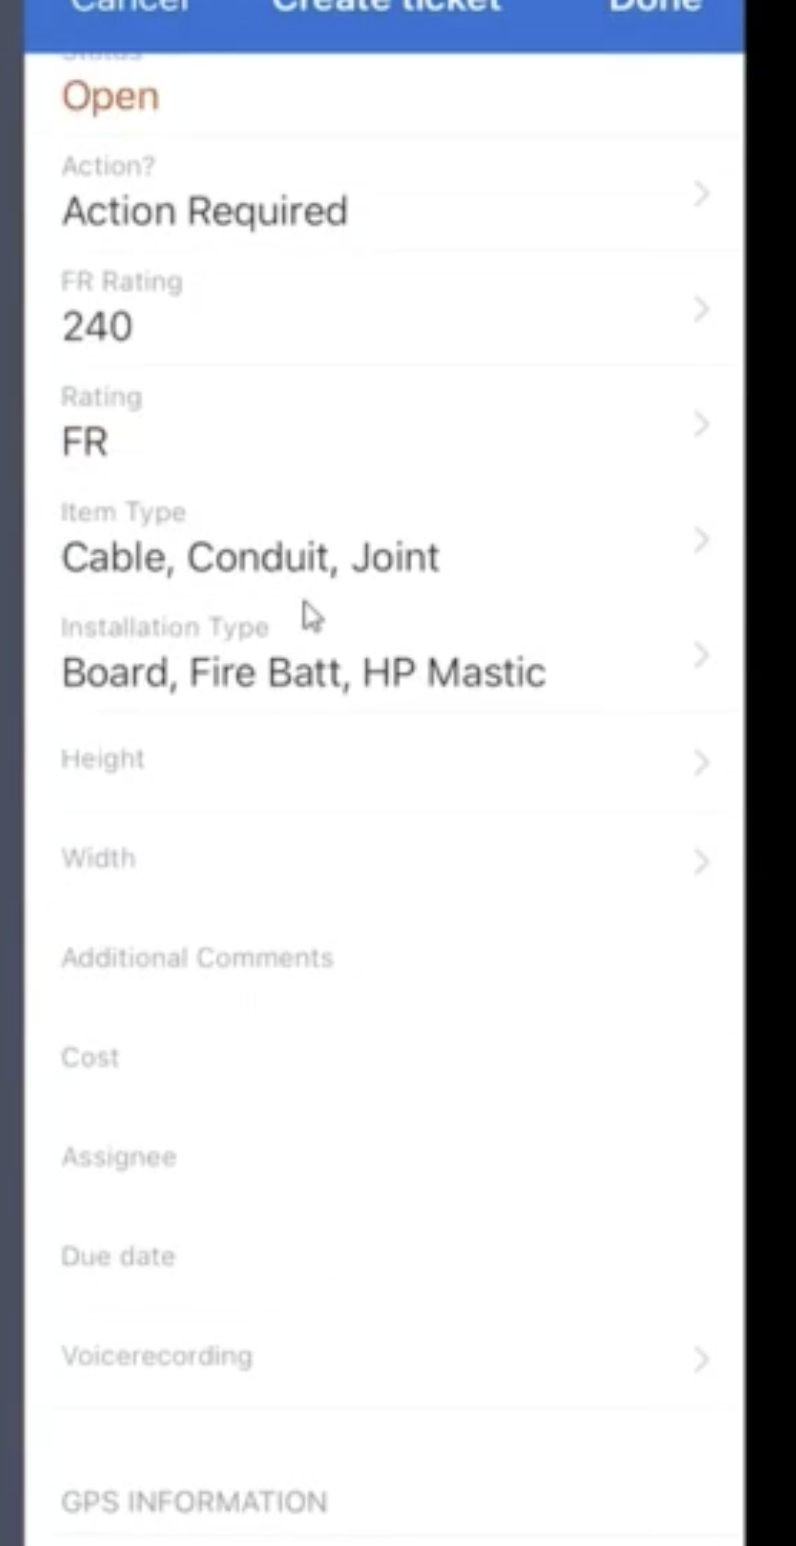 Cancel Create ticket Done
Status
Open
Action?
Action Required
FR Rating
240
Rating
FR
Item Type
Cable, Conduit, Joint
Installation Type
Board, Fire Batt, HP Mastic
Height
Width
Additional Comments
Cost
Assignee
Due date
Voicerecording
GPS INFORMATION